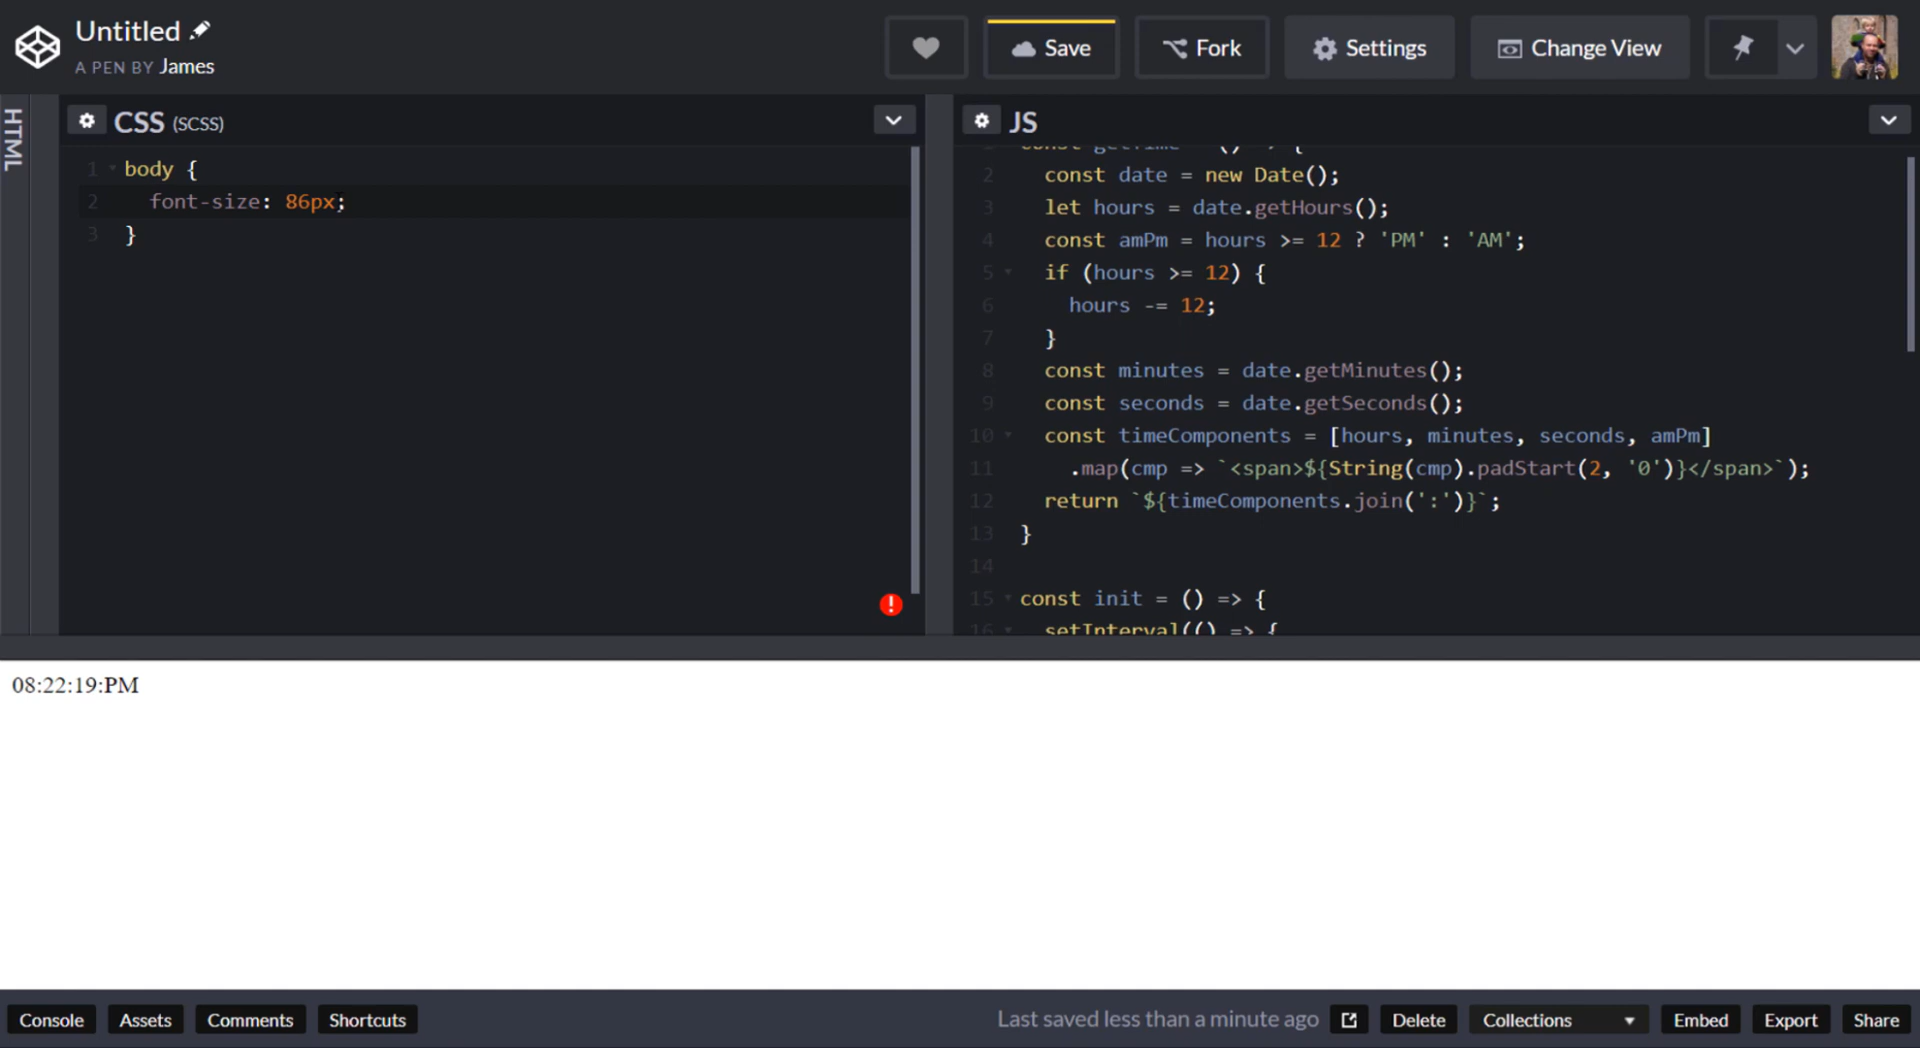 Untitled
A PEN BY James
Save
Fork
Settings
Change View
HTML
CSS (SCSS)
1 body {
2 font-size: 86px;
3 }
JS
const getTime = () => {
2 const date = new Date();
3 let hours = date.getHours();
4 const amPm = hours >= 12 ? 'PM' : 'AM';
5 if (hours >= 12) {
6 hours -= 12;
7 }
8 const minutes = date.getMinutes();
9 const seconds = date.getSeconds();
10 const timeComponents = [hours, minutes, seconds, amPm]
11 .map(cmp => `<span>${String(cmp).padStart(2, '0')}</span>`);
12 return `${timeComponents.join(':')}`;
13 }
14
15 const init = () => {
16 setInterval(() => {
08:22:19:PM
Console
Assets
Comments
Shortcuts
Last saved less than a minute ago
Delete
Collections
Embed
Export
Share